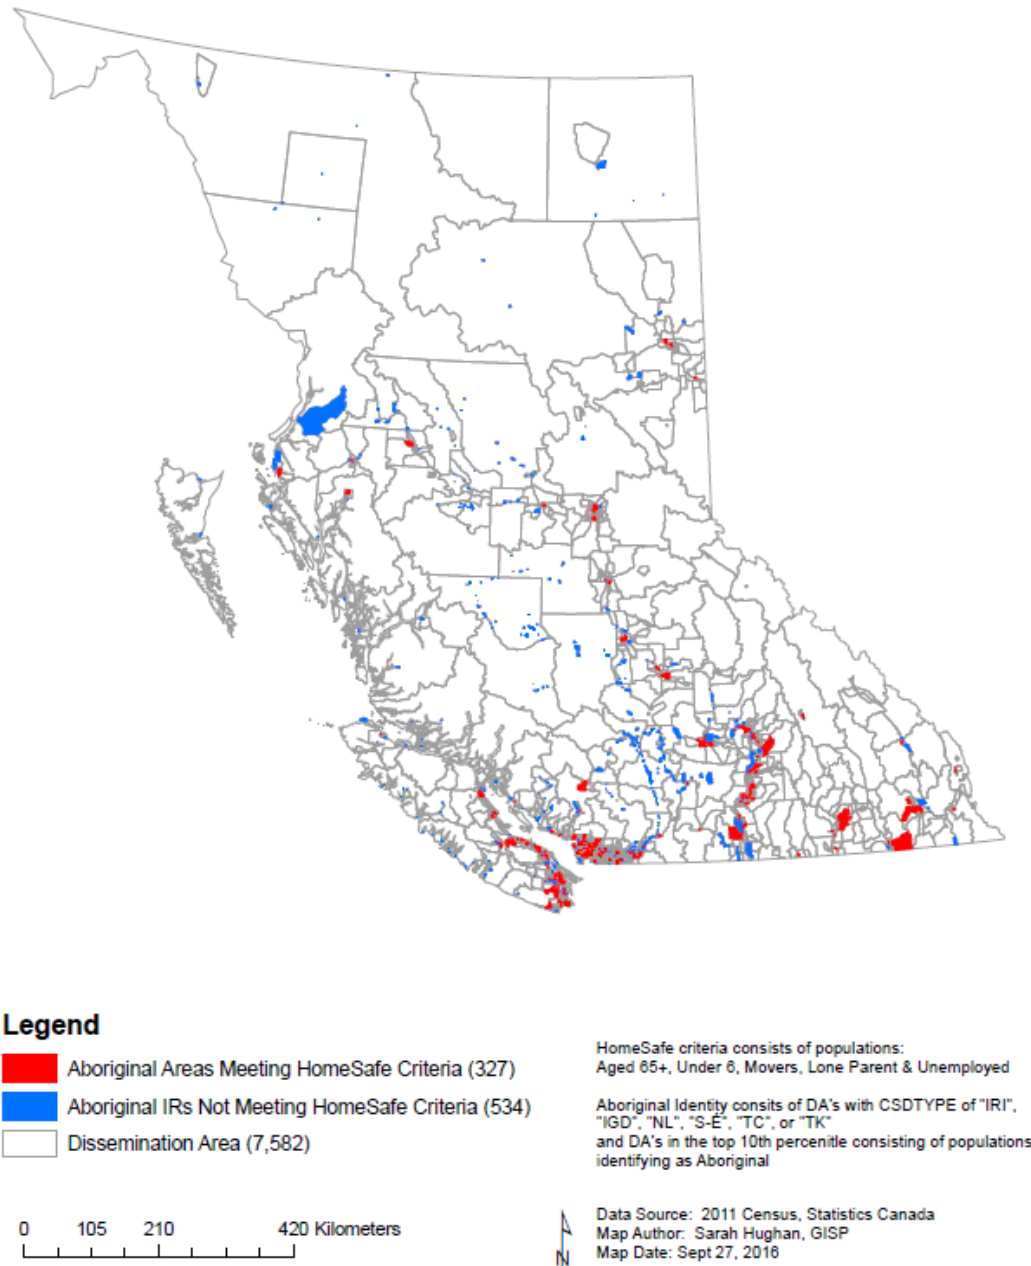 Legend
Aboriginal Areas Meeting HomeSafe Criteria (327)
Aboriginal IRs Not Meeting HomeSafe Criteria (534)
Dissemination Area (7,582)
0 105 210 420 Kilometers
HomeSafe criteria consists of populations:
Aged 65+, Under 6, Movers, Lone Parent & Unemployed
Aboriginal Identity consits of DA's with CSDTYPE of "IRI",
"IGD", "NL", "S-É", "TC", or "TK"
and DA's in the top 10th percenitle consisting of populations
identifying as Aboriginal
N
Data Source: 2011 Census, Statistics Canada
Map Author: Sarah Hughan, GISP
Map Date: Sept 27, 2016